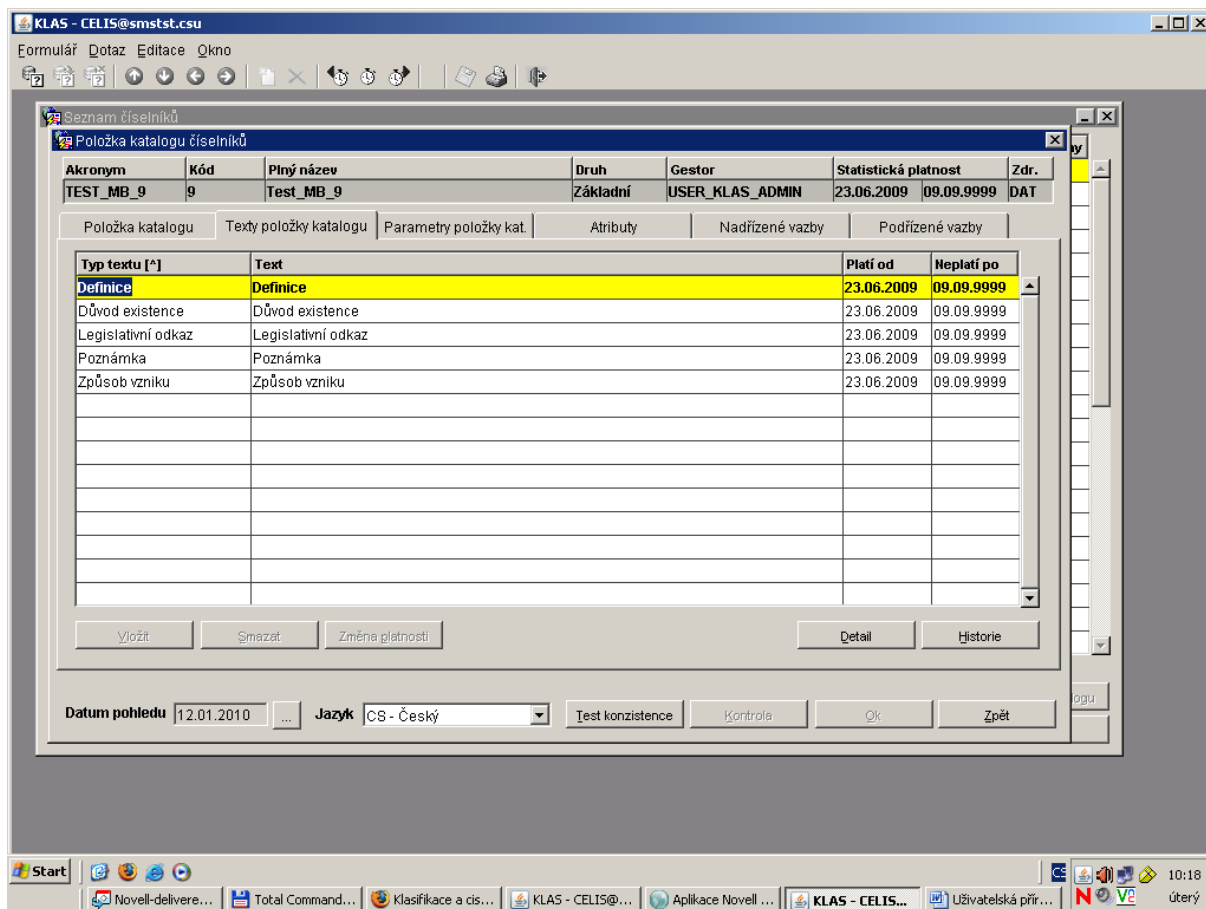 KLAS - CELIS@smstst.csu
Formulář Dotaz Editace Okno
Seznam číselníků
Položka katalogu číselníků
Akronym Kód Plný název Druh Gestor Statistická platnost Zdr.
TEST_MB_9 9 Test_MB_9 Základní USER_KLAS_ADMIN 23.06.2009 09.09.9999 DAT
Položka katalogu Texty položky katalogu Parametry položky kat. Atributy Nadřízené vazby Podřízené vazby
Typ textu [^] Text Platí od Neplatí po
Definice Definice 23.06.2009 09.09.9999
Důvod existence Důvod existence 23.06.2009 09.09.9999
Legislativní odkaz Legislativní odkaz 23.06.2009 09.09.9999
Poznámka Poznámka 23.06.2009 09.09.9999
Způsob vzniku Způsob vzniku 23.06.2009 09.09.9999
Vložit Smazat Změna platnosti Detail Historie
Datum pohledu 12.01.2010 ... Jazyk CS - Český Test konzistence Kontrola Ok Zpět
Start CS 10:18
Novell-delivere... Total Command... Klasifikace a cis... KLAS - CELIS@... Aplikace Novell ... KLAS - CELIS... Uživatelská přír... úterý